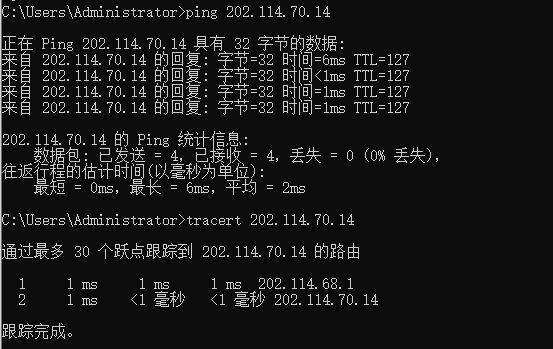 C:\Users\Administrator>ping 202.114.70.14
正在 Ping 202.114.70.14 具有 32 字节的数据:
来自 202.114.70.14 的回复: 字节=32 时间=6ms TTL=127
来自 202.114.70.14 的回复: 字节=32 时间<1ms TTL=127
来自 202.114.70.14 的回复: 字节=32 时间=1ms TTL=127
来自 202.114.70.14 的回复: 字节=32 时间=1ms TTL=127
202.114.70.14 的 Ping 统计信息:
数据包: 已发送 = 4，已接收 = 4，丢失 = 0 (0% 丢失)，
往返行程的估计时间(以毫秒为单位):
最短 = 0ms，最长 = 6ms，平均 = 2ms
C:\Users\Administrator>tracert 202.114.70.14
通过最多 30 个跃点跟踪到 202.114.70.14 的路由
1 1 ms 1 ms 1 ms 202.114.68.1
2 1 ms <1 毫秒 <1 毫秒 202.114.70.14
跟踪完成。